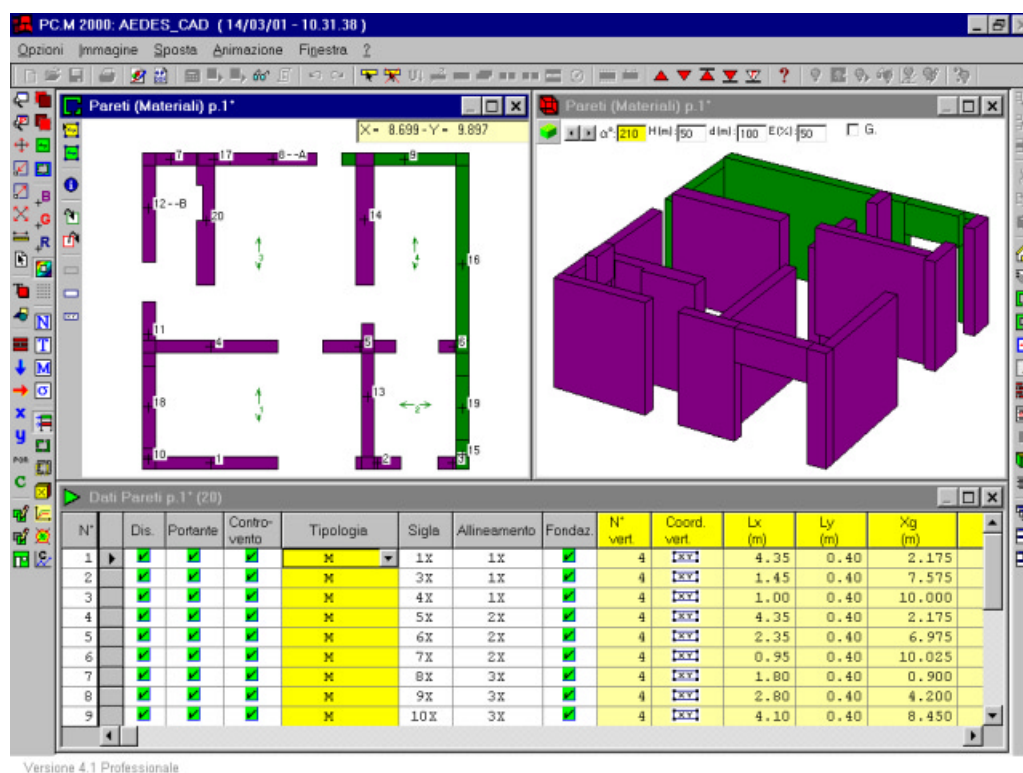 PC.M 2000: AEDES_CAD ( 14/03/01 - 10.31.38 )
Opzioni Immagine Sposta Animazione Finestra ?
Pareti (Materiali) p.1°
X= 8.699 - Y= 9.897
7 17 8--A 9
12--B 20 14
3 4 16
11 4 5 6
13
18 1 2 19
10 1 2 3 15
Pareti (Materiali) p.1°
α°: 210 H (m): 50 d (m): 100 E (%): 50 G.
B
G
R
N
T
M
σ
x
y
POR
C
Dati Pareti p.1° (20)
N° Dis. Portante Contro-vento Tipologia Sigla Allineamento Fondaz. N° vert. Coord. vert. Lx (m) Ly (m) Xg (m)
1 M 1X 1X 4 XY 4.35 0.40 2.175
2 M 3X 1X 4 XY 1.45 0.40 7.575
3 M 4X 1X 4 XY 1.00 0.40 10.000
4 M 5X 2X 4 XY 4.35 0.40 2.175
5 M 6X 2X 4 XY 2.35 0.40 6.975
6 M 7X 2X 4 XY 0.95 0.40 10.025
7 M 8X 3X 4 XY 1.80 0.40 0.900
8 M 9X 3X 4 XY 2.80 0.40 4.200
9 M 10X 3X 4 XY 4.10 0.40 8.450
Versione 4.1 Professionale